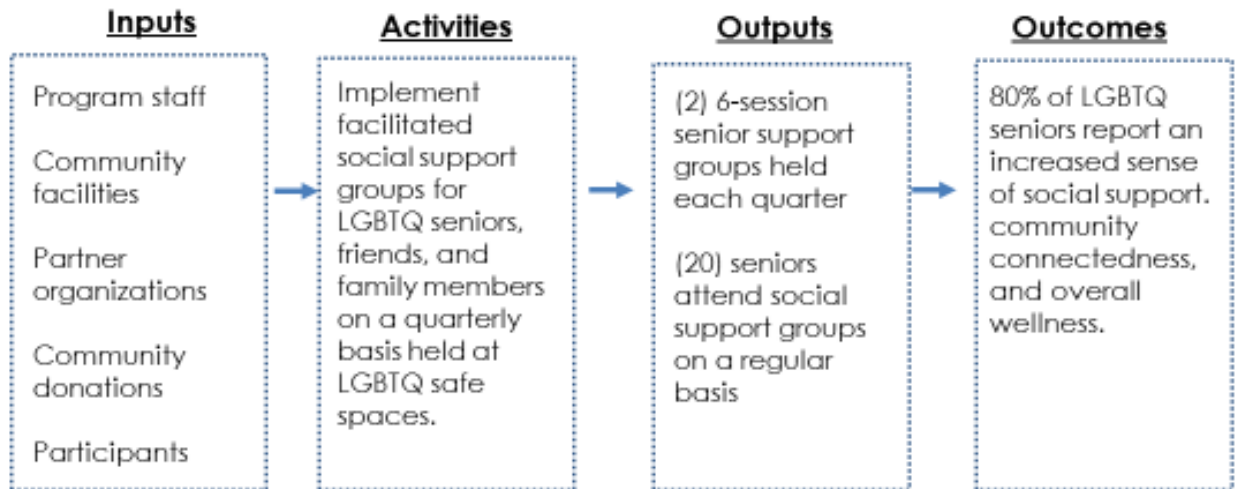 Inputs
Program staff
Community
facilities
Partner
organizations
Community
donations
Participants
Activities
Implement
facilitated
social support
groups for
LGBTQ seniors,
friends, and
family members
on a quarterly
basis held at
LGBTQ safe
spaces.
Outputs
(2) 6-session
senior support
groups held
each quarter
(20) seniors
attend social
support groups
on a regular
basis
Outcomes
80% of LGBTQ
seniors report an
increased sense
of social support.
community
connectedness,
and overall
wellness.